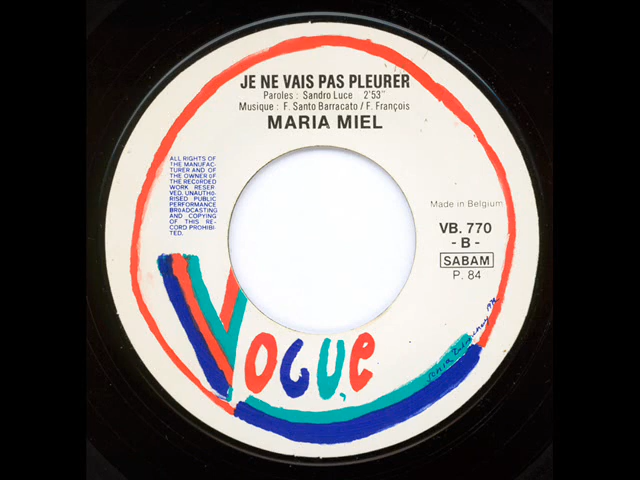 JE NE VAIS PAS PLEURER
Paroles : Sandro Luce 2'53"
Musique : F. Santo Barracato / F. François
MARIA MIEL
ALL RIGHTS OF
THE MANUFAC-
TURER AND OF
THE OWNER OF
THE RECORDED
WORK RESER-
VED. UNAUTHO-
RISED PUBLIC
PERFORMANCE
BROADCASTING
AND COPYING
OF THIS RE-
CORD PROHIBI-
TED.
Made in Belgium
VB. 770
- B -
SABAM
P. 84
VOGUE